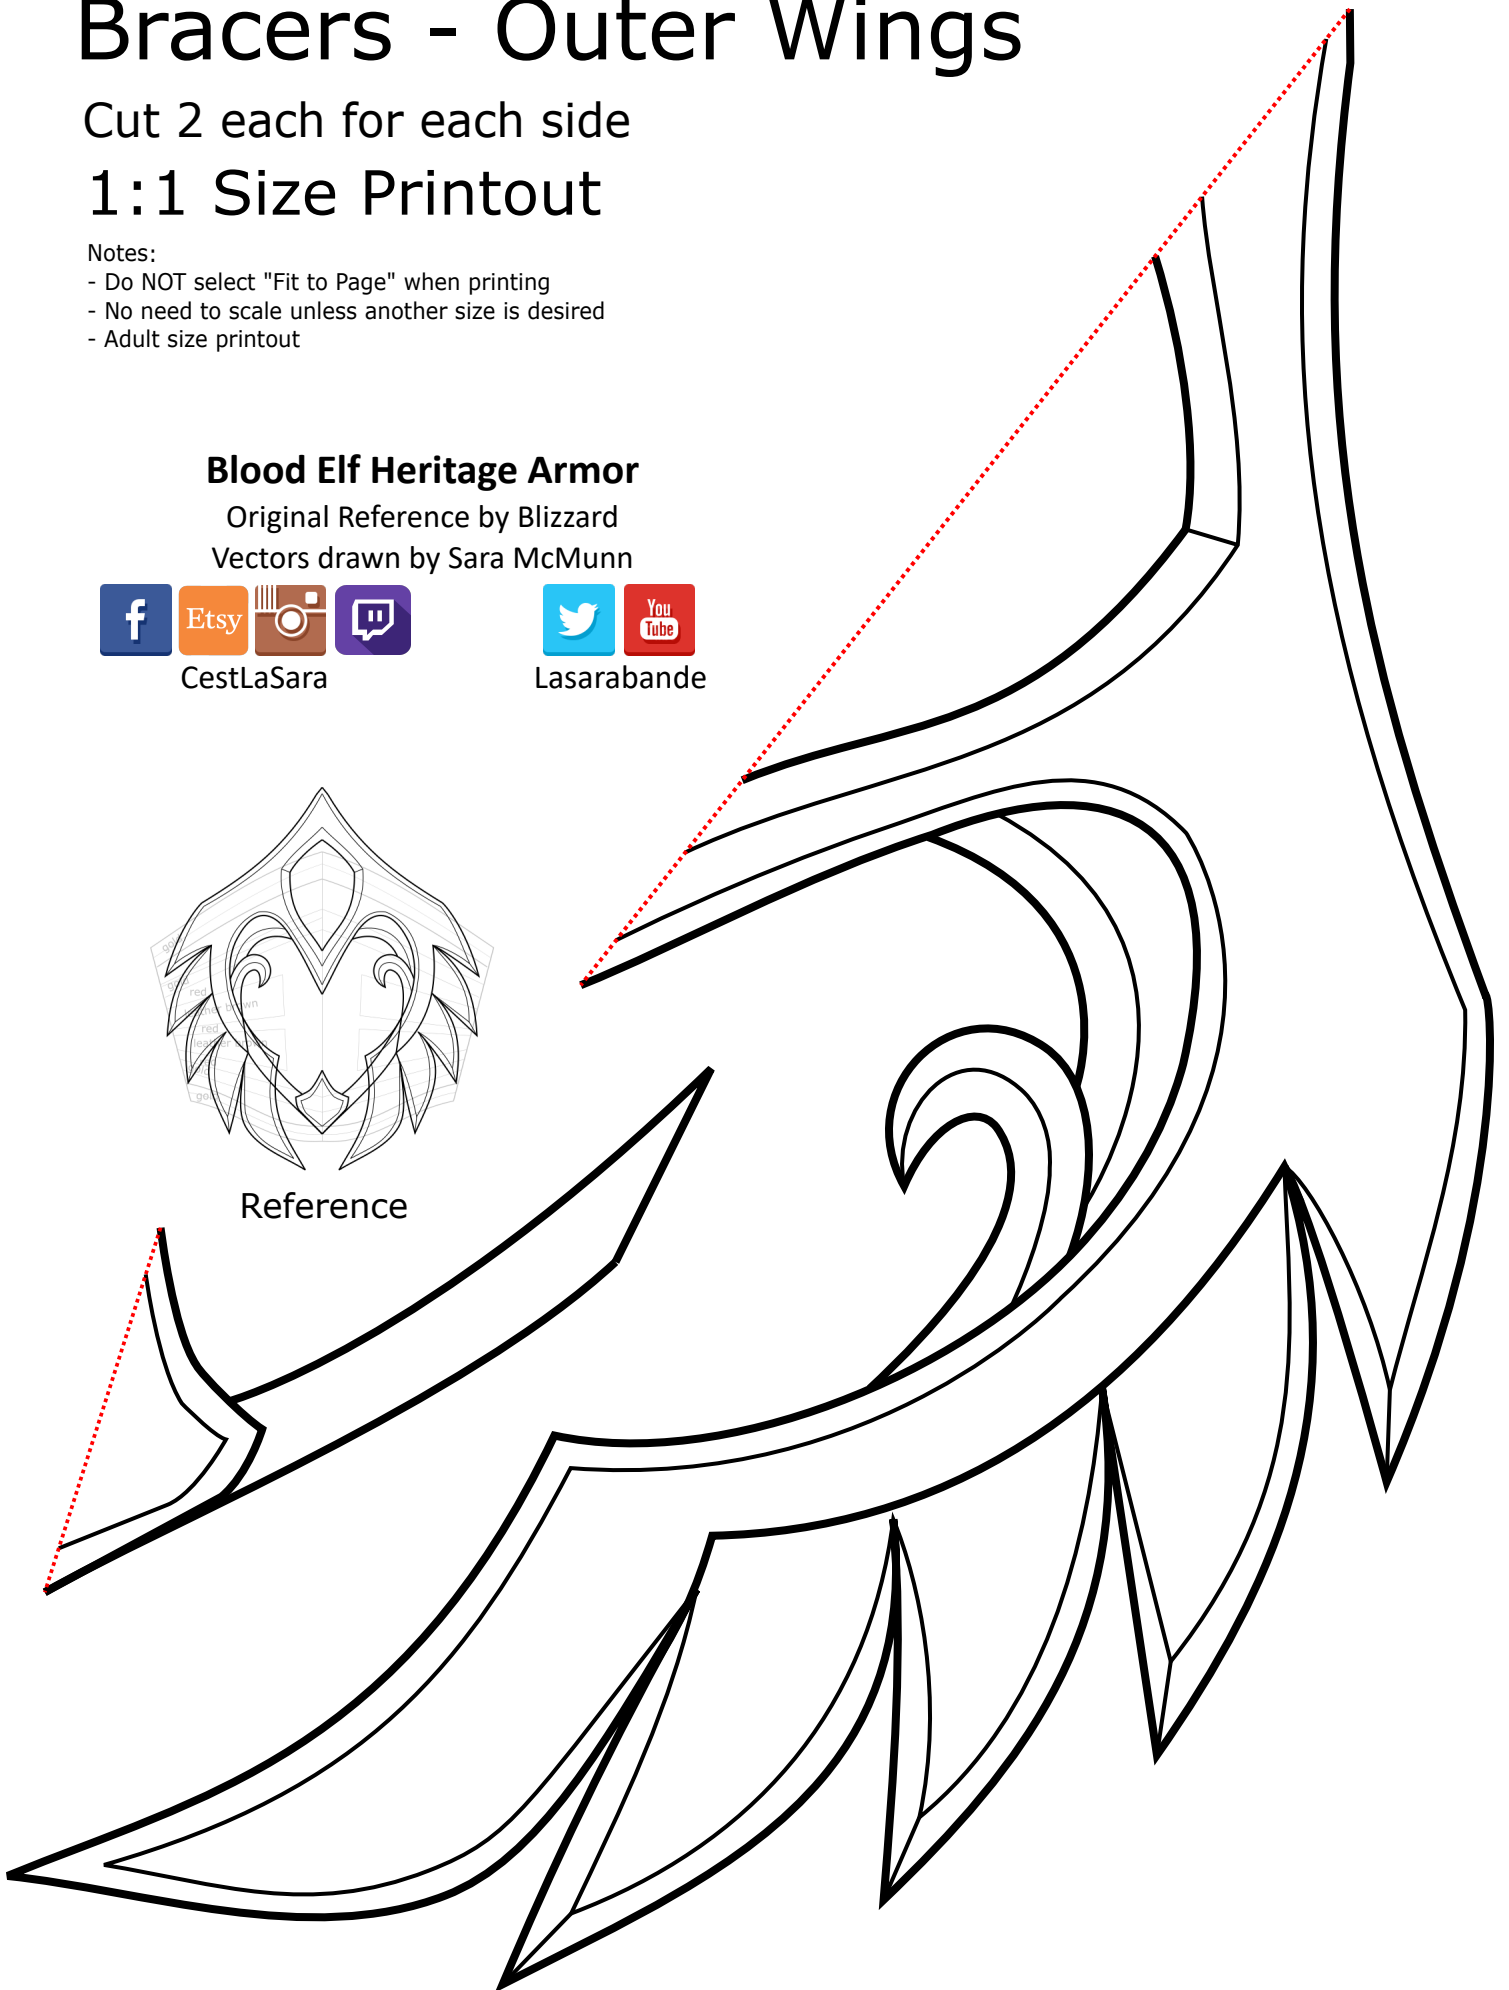 Bracers - Outer Wings
Cut 2 each for each side
1:1 Size Printout
Notes:
- Do NOT select "Fit to Page" when printing
- No need to scale unless another size is desired
- Adult size printout
Blood Elf Heritage Armor
Original Reference by Blizzard
Vectors drawn by Sara McMunn
f
Etsy
You
Tube
CestLaSara
Lasarabande
red
red
Reference